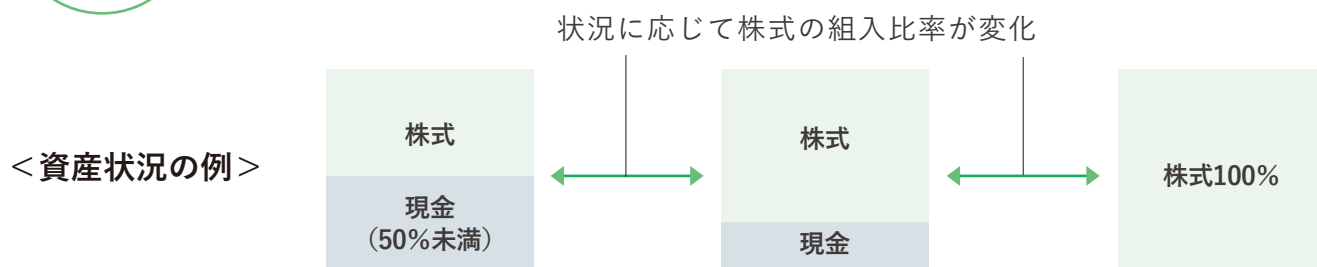 状況に応じて株式の組入比率が変化
＜資産状況の例＞
株式
現金
（50%未満）
株式
現金
株式100%